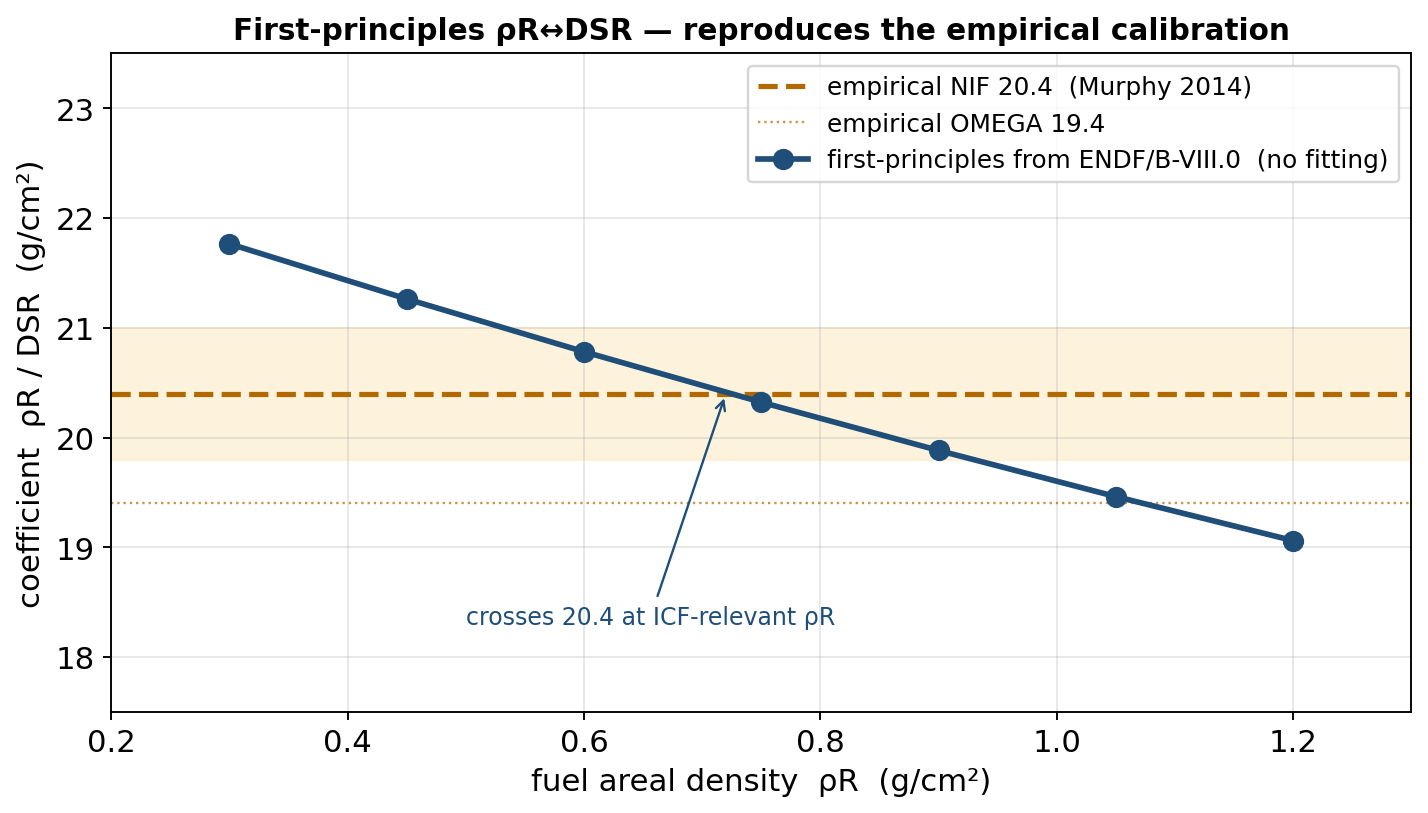 First-principles ρR↔DSR — reproduces the empirical calibration
empirical NIF 20.4  (Murphy 2014)
empirical OMEGA 19.4
first-principles from ENDF/B-VIII.0  (no fitting)
coefficient  ρR / DSR  (g/cm²)
23
22
21
20
19
18
crosses 20.4 at ICF-relevant ρR
0.2 0.4 0.6 0.8 1.0 1.2
fuel areal density  ρR  (g/cm²)